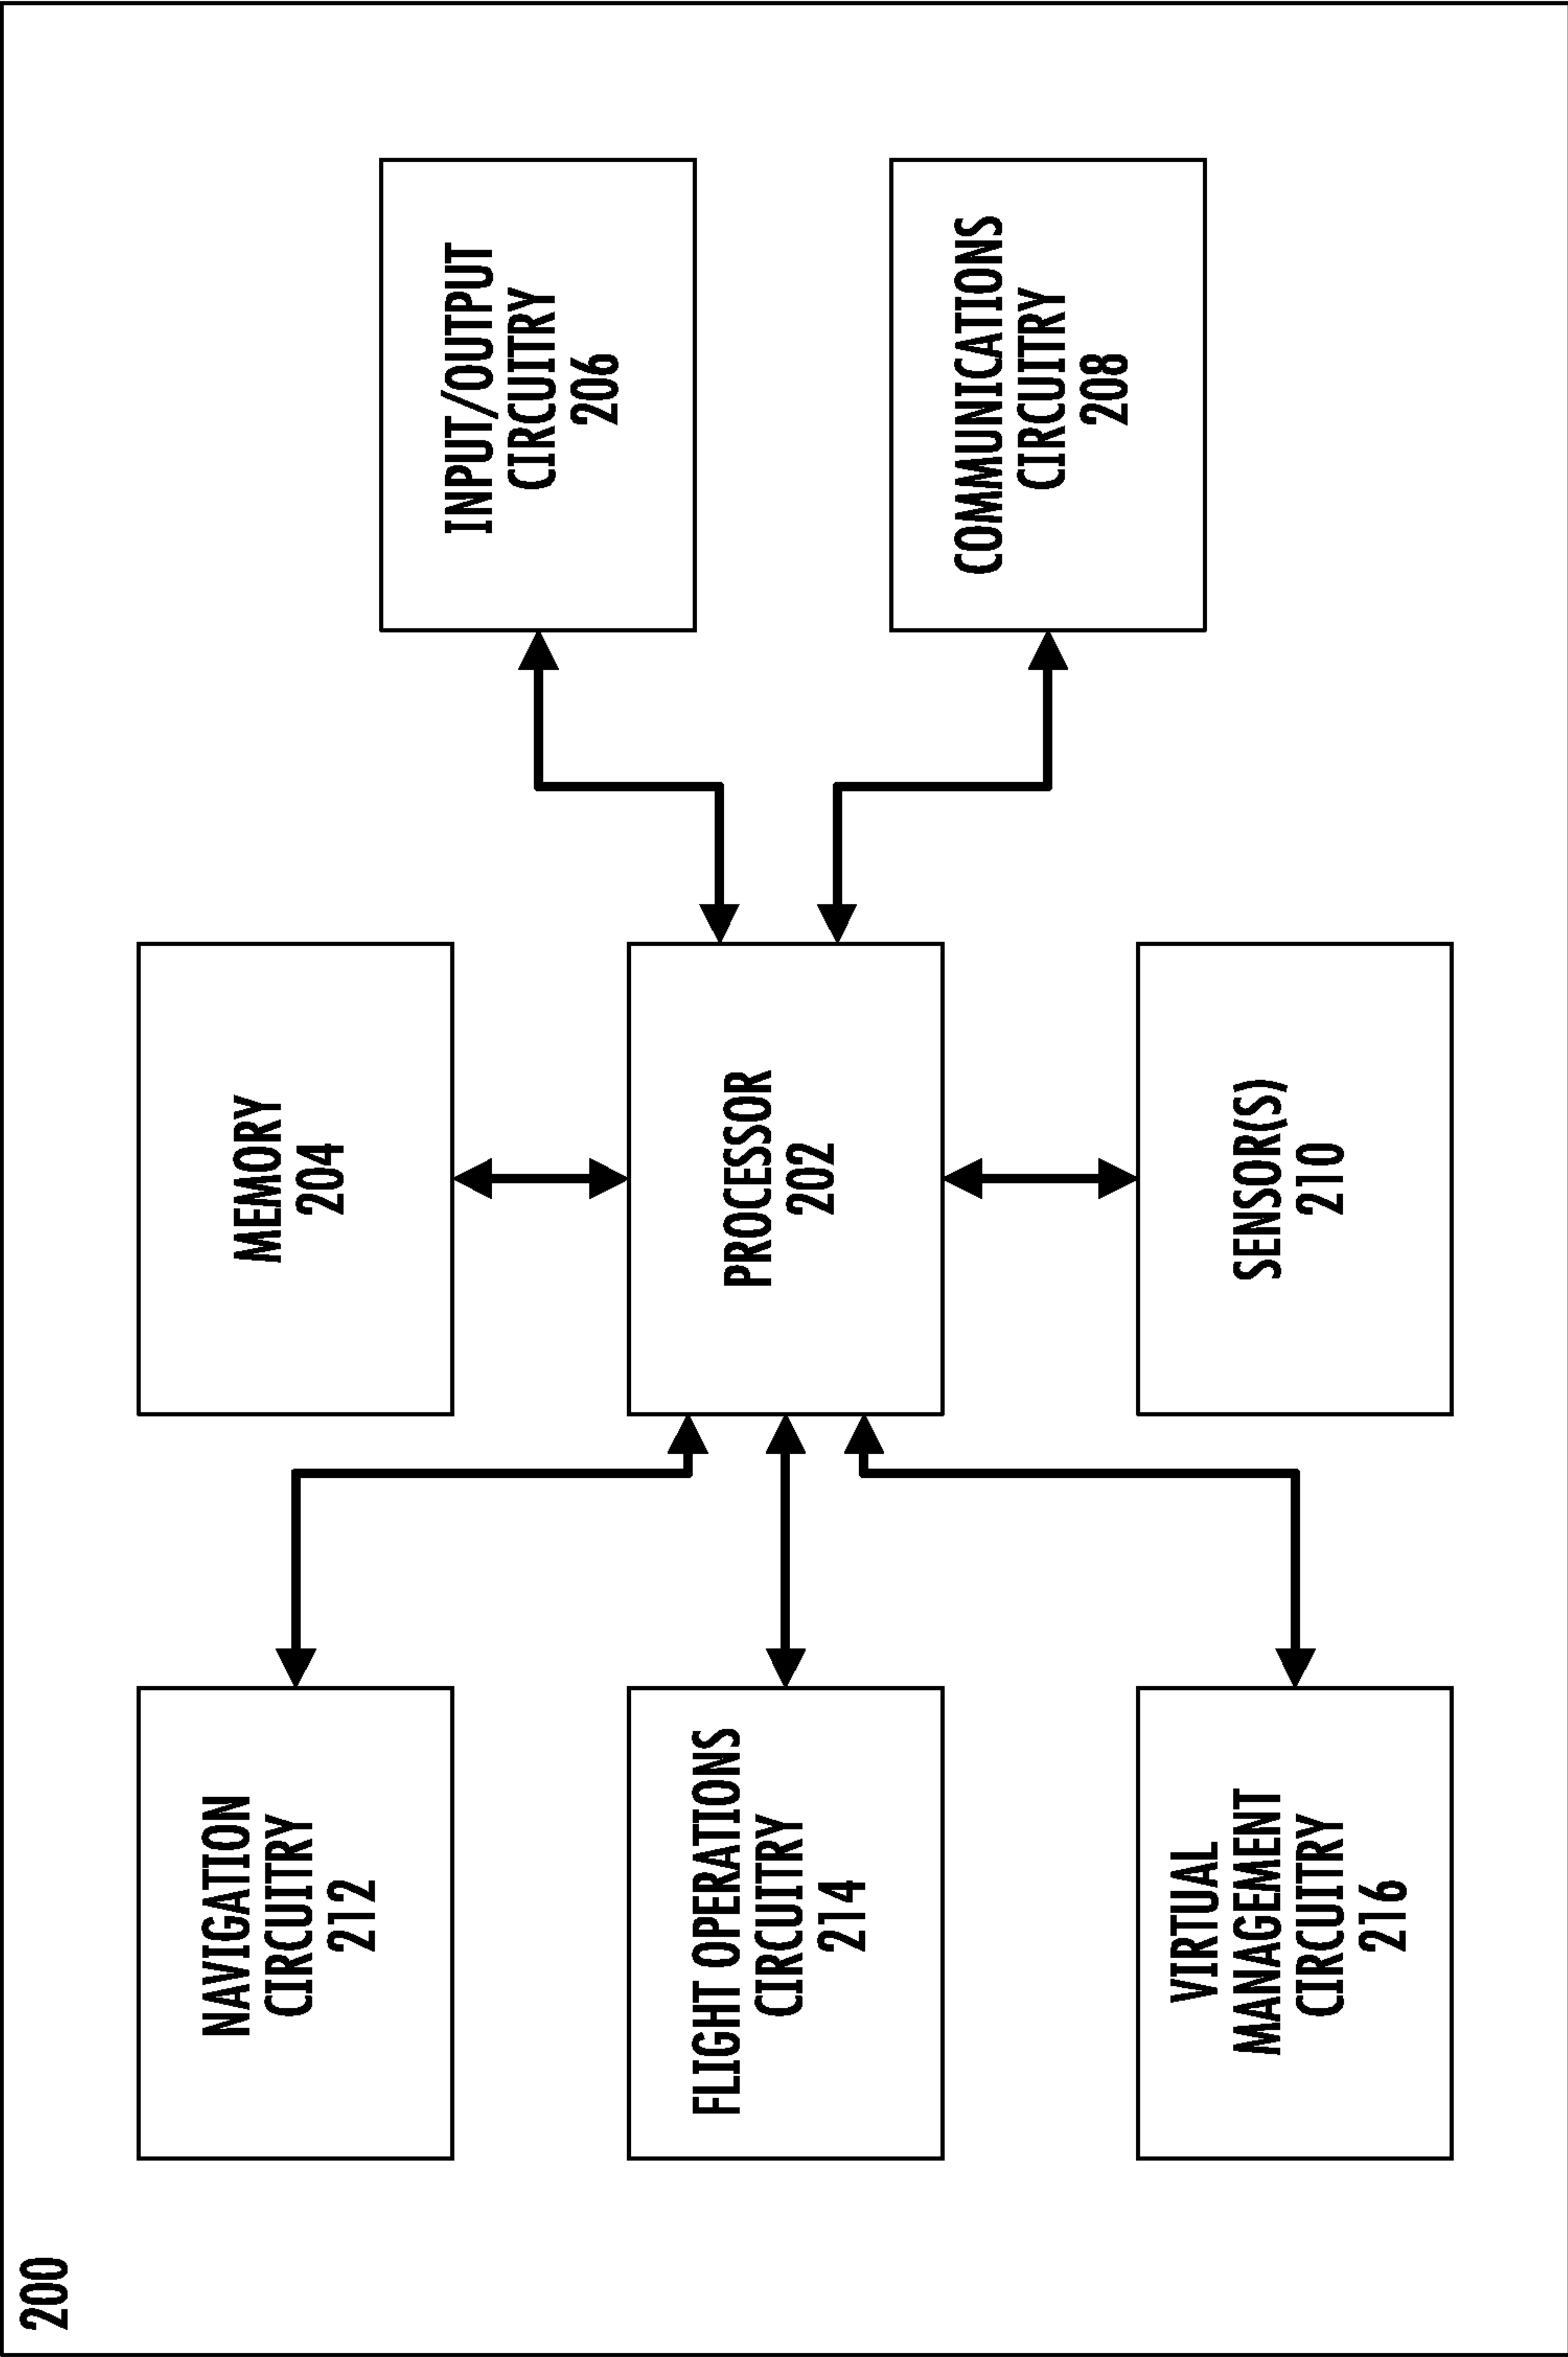 200
NAVIGATION
CIRCUITRY
212
MEMORY
204
INPUT/OUTPUT
CIRCUITRY
206
FLIGHT OPERATIONS
CIRCUITRY
214
PROCESSOR
202
COMMUNICATIONS
CIRCUITRY
208
VIRTUAL
MANAGEMENT
CIRCUITRY
216
SENSOR(S)
210